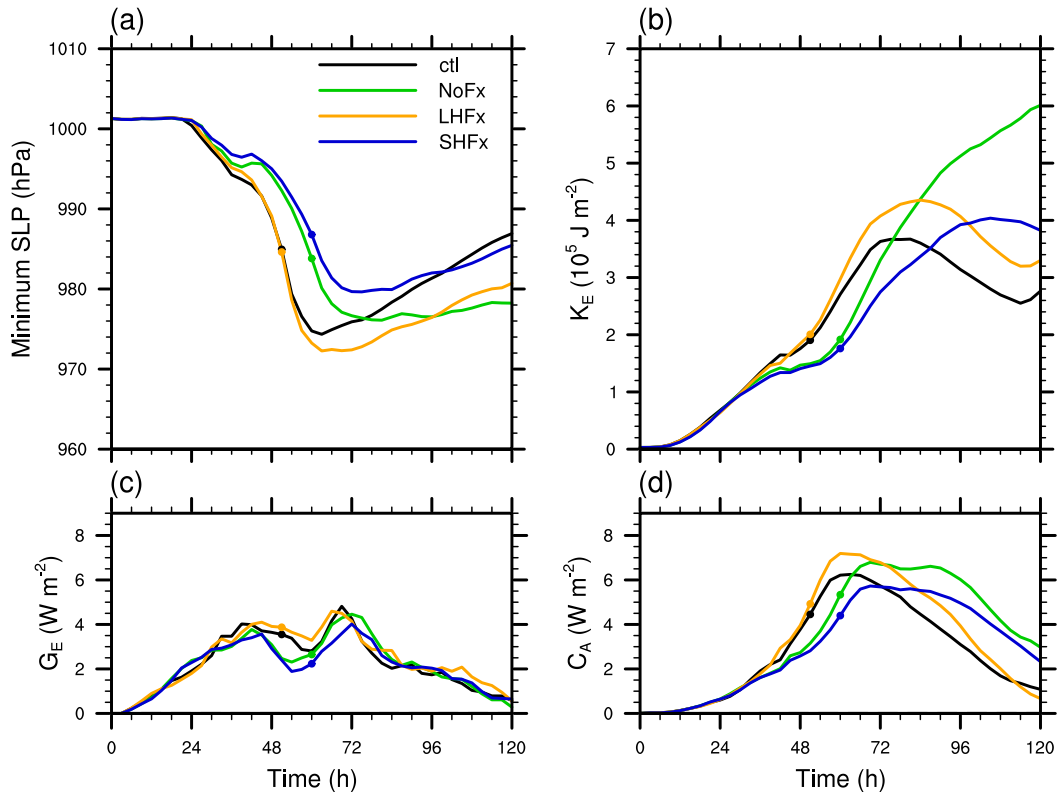 (a)
Minimum SLP (hPa)
1010
1000
990
980
970
960
ctl
NoFx
LHFx
SHFx
(b)
K_E (10^5 J m^-2)
7
6
5
4
3
2
1
0
(c)
G_E (W m^-2)
8
6
4
2
0
0 24 48 72 96 120
Time (h)
(d)
C_A (W m^-2)
8
6
4
2
0
0 24 48 72 96 120
Time (h)